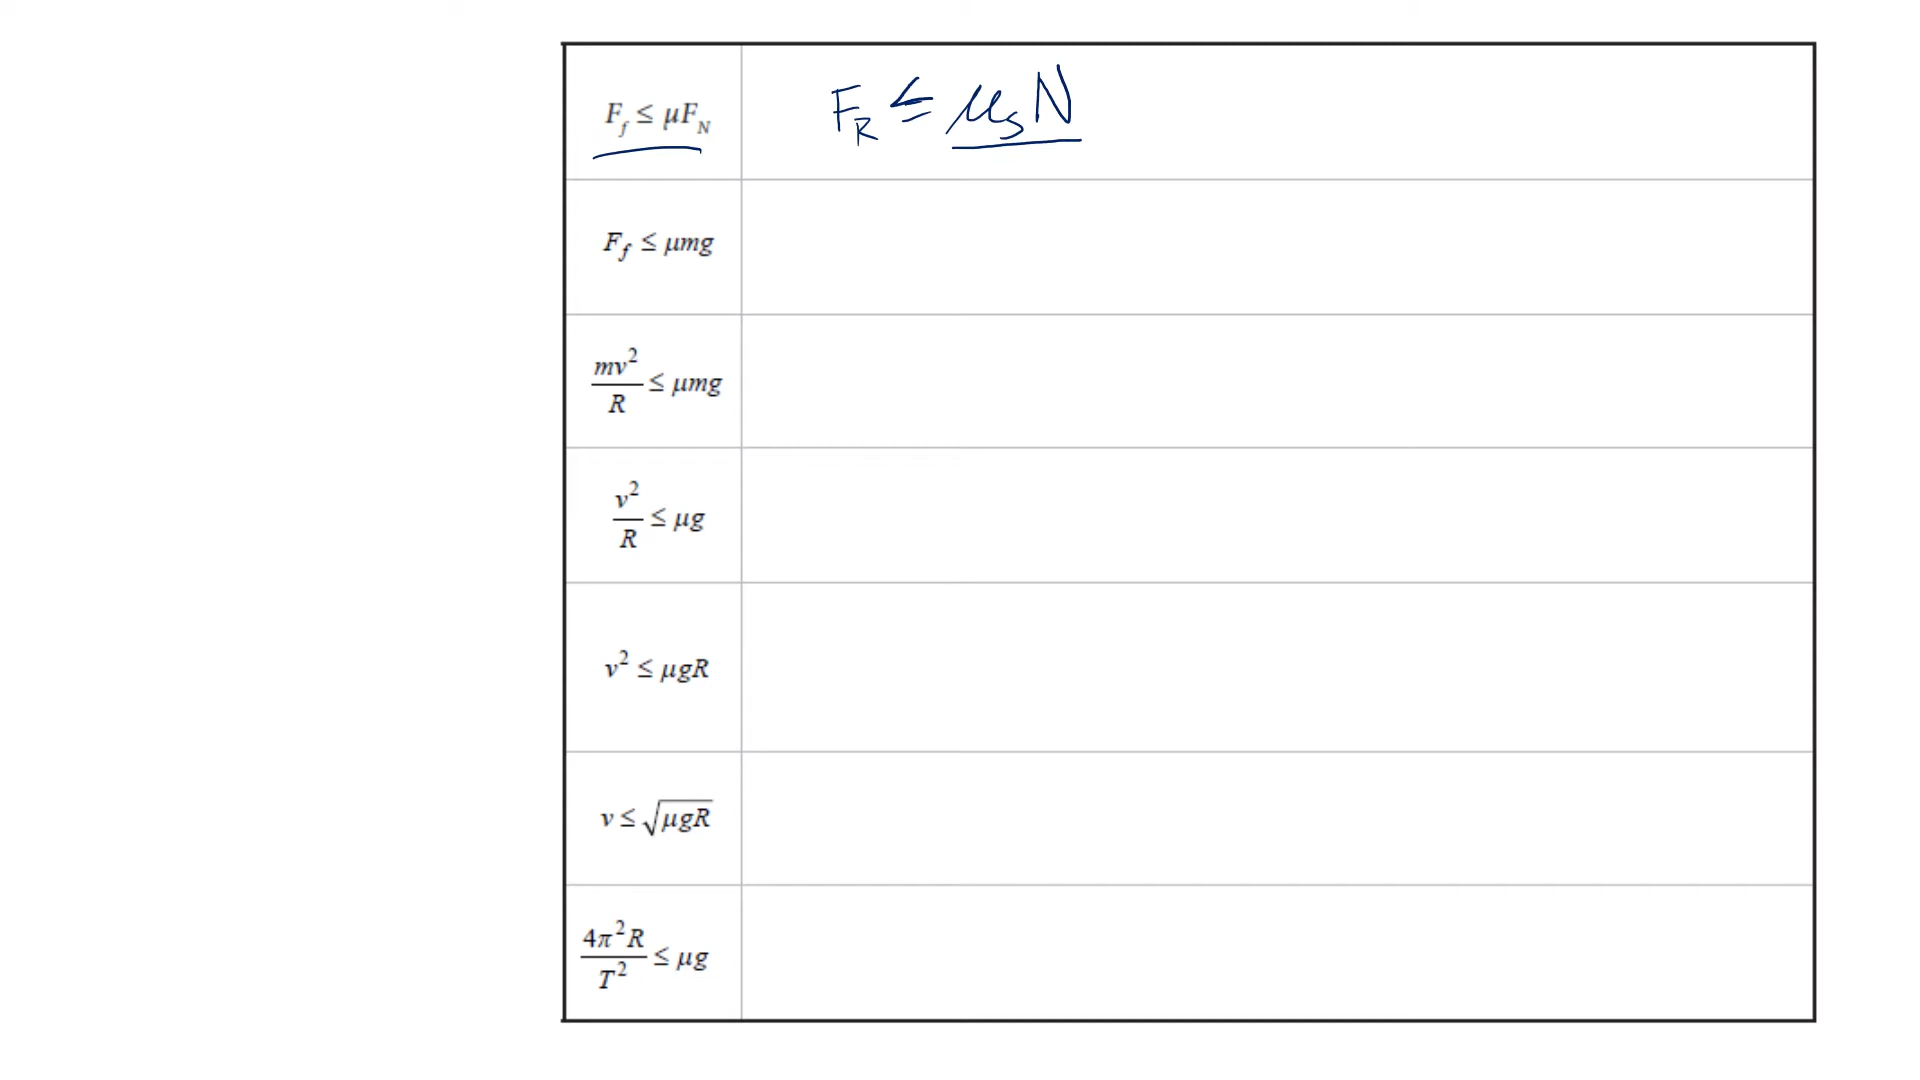 F_f ≤ μF_N
F_R ≤ μ_s N
F_f ≤ μmg
mv²/R ≤ μmg
v²/R ≤ μg
v² ≤ μgR
v ≤ √(μgR)
4π²R/T² ≤ μg